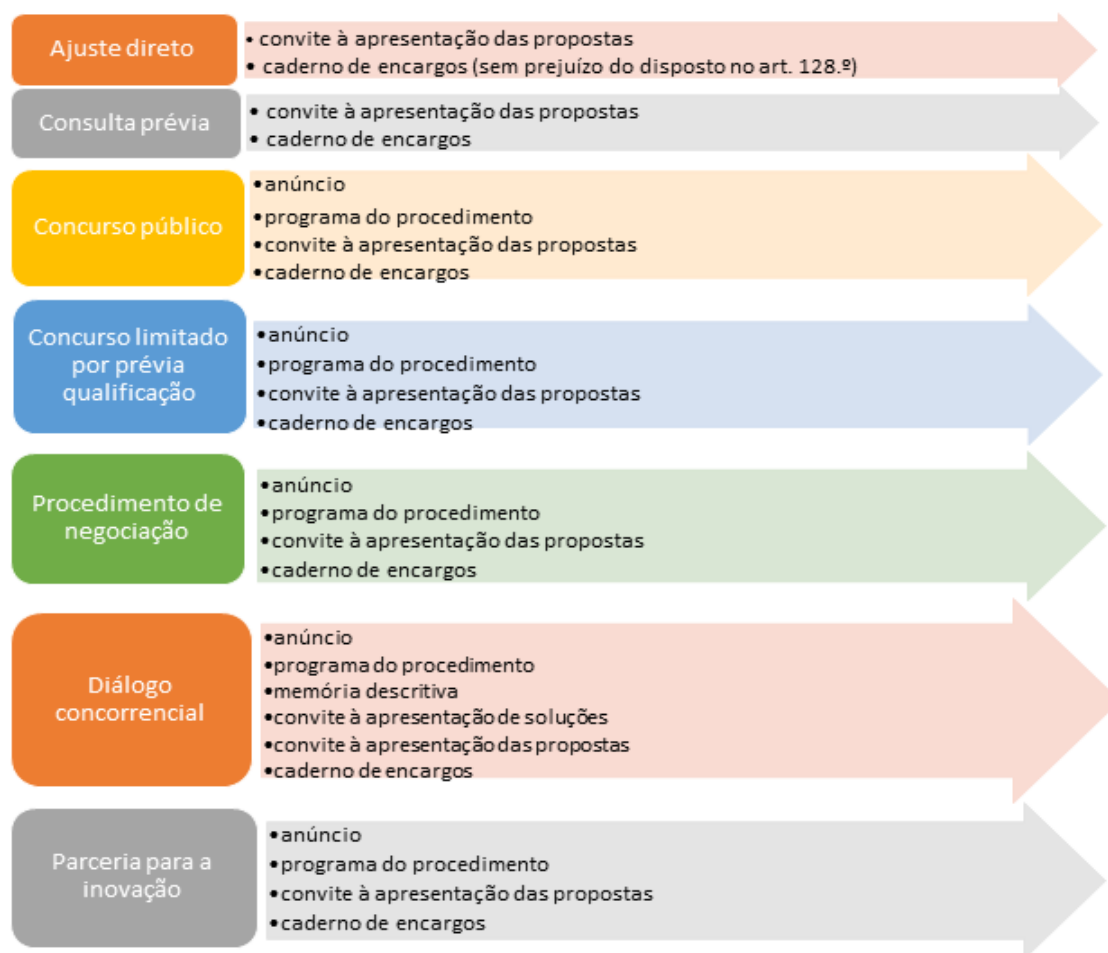 Ajuste direto
• convite à apresentação das propostas
• caderno de encargos (sem prejuízo do disposto no art. 128.º)
Consulta prévia
• convite à apresentação das propostas
• caderno de encargos
Concurso público
•anúncio
•programa do procedimento
•convite à apresentação das propostas
•caderno de encargos
Concurso limitado
por prévia
qualificação
•anúncio
•programa do procedimento
•convite à apresentação das propostas
•caderno de encargos
Procedimento de
negociação
•anúncio
•programa do procedimento
•convite à apresentação das propostas
•caderno de encargos
Diálogo
concorrencial
•anúncio
•programa do procedimento
•memória descritiva
•convite à apresentação de soluções
•convite à apresentação das propostas
•caderno de encargos
Parceria para a
inovação
•anúncio
•programa do procedimento
•convite à apresentação das propostas
•caderno de encargos